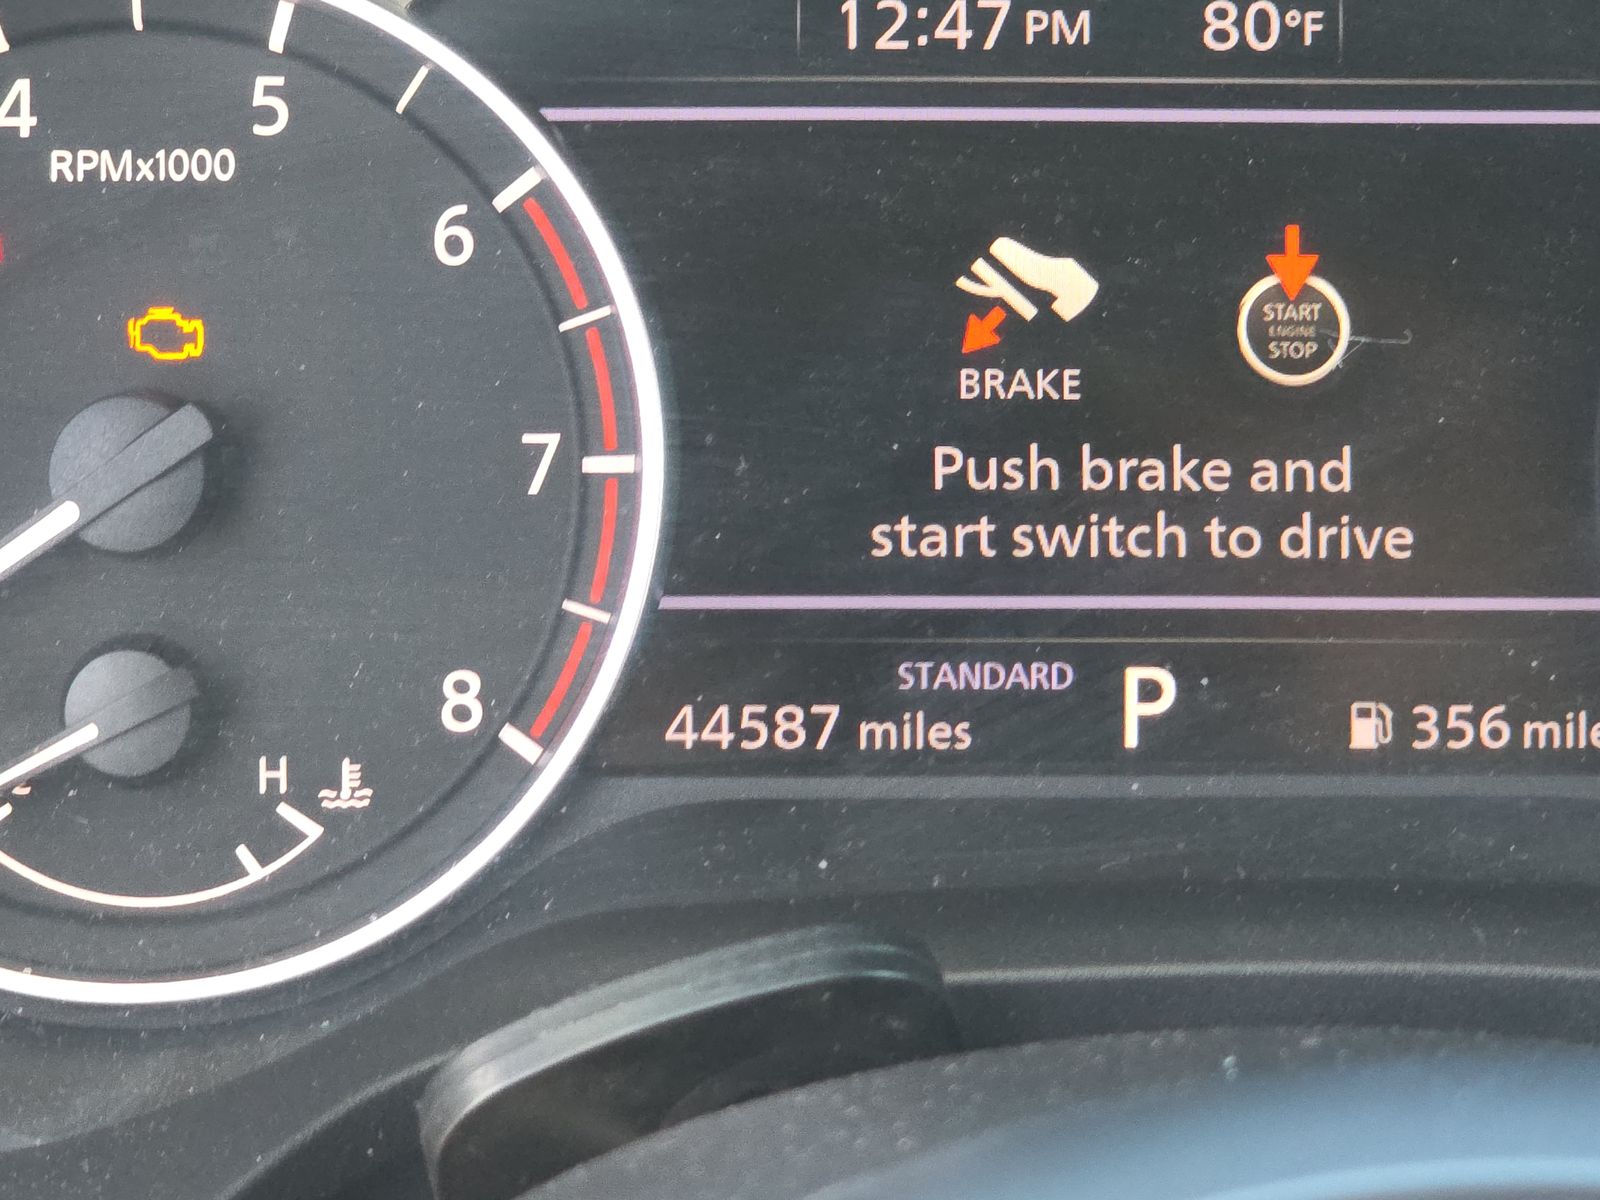 12:47 PM 80°F
4
5
RPMx1000
6
START
ENGINE
STOP
BRAKE
7
Push brake and
start switch to drive
8
STANDARD
P
44587 miles
356 mile
H